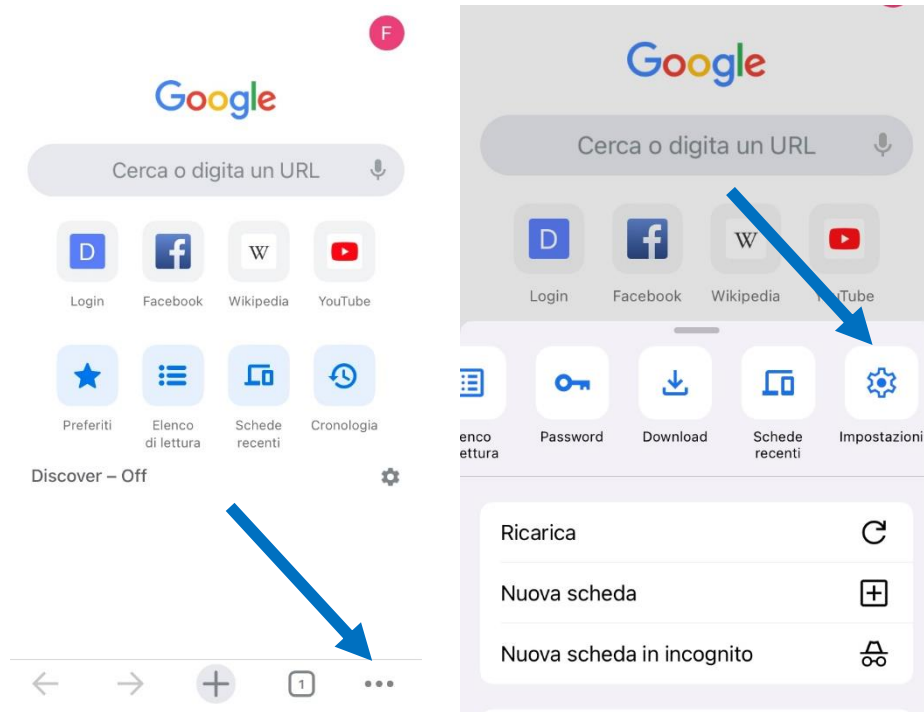 F
Google
Cerca o digita un URL
D
f
W
Login
Facebook
Wikipedia
YouTube
Preferiti
Elenco
di lettura
Schede
recenti
Cronologia
Discover – Off
1
Google
Cerca o digita un URL
D
f
W
Login
Facebook
Wikipedia
YouTube
enco
ettura
Password
Download
Schede
recenti
Impostazioni
Ricarica
Nuova scheda
Nuova scheda in incognito